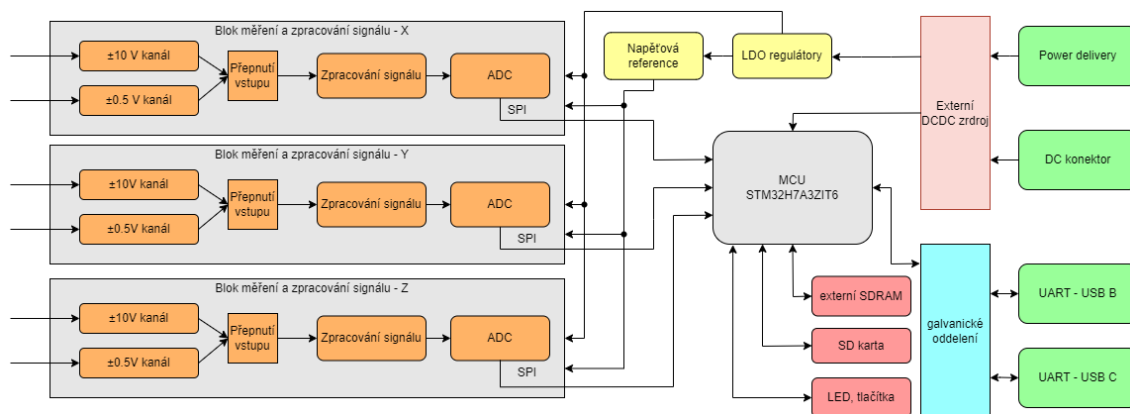 Blok měření a zpracování signálu - X
±10 V kanál
±0.5 V kanál
Přepnutí
vstupu
Zpracování signálu
ADC
SPI
Blok měření a zpracování signálu - Y
±10V kanál
±0.5V kanál
Přepnutí
vstupu
Zpracování signálu
ADC
SPI
Blok měření a zpracování signálu - Z
±10V kanál
±0.5V kanál
Přepnutí
vstupu
Zpracování signálu
ADC
SPI
Napěťová
reference
LDO regulátory
Externí
DCDC zrdroj
Power delivery
DC konektor
MCU
STM32H7A3ZIT6
externí SDRAM
SD karta
LED, tlačítka
galvanické
oddelení
UART - USB B
UART - USB C